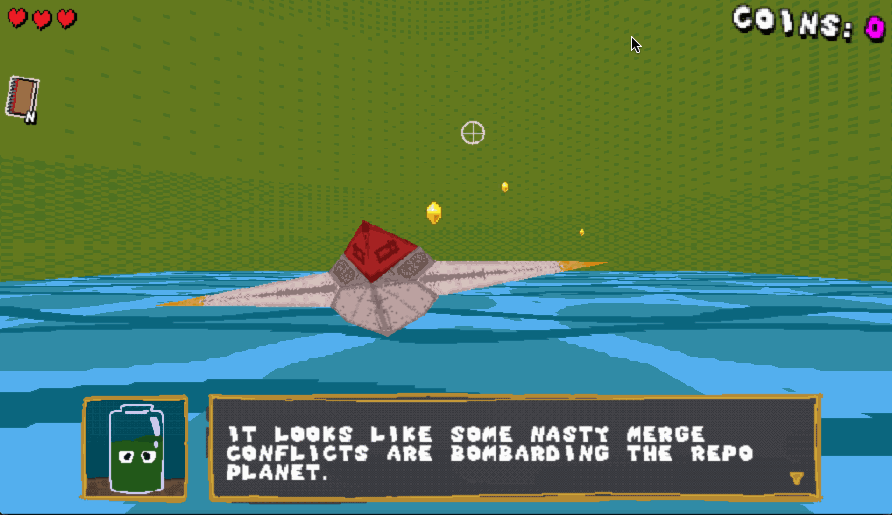 COINS: 0
N
IT LOOKS LIKE SOME NASTY MERGE
CONFLICTS ARE BOMBARDING THE REPO
PLANET.